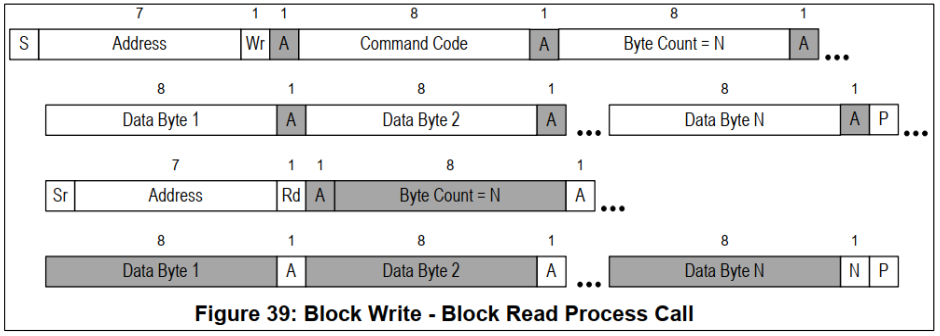 7 1 1 8 1 8 1
S Address Wr A Command Code A Byte Count = N A ...
8 1 8 1 8 1
Data Byte 1 A Data Byte 2 A ... Data Byte N A P ...
7 1 1 8 1
Sr Address Rd A Byte Count = N A ...
8 1 8 1 8 1
Data Byte 1 A Data Byte 2 A ... Data Byte N N P
Figure 39: Block Write - Block Read Process Call